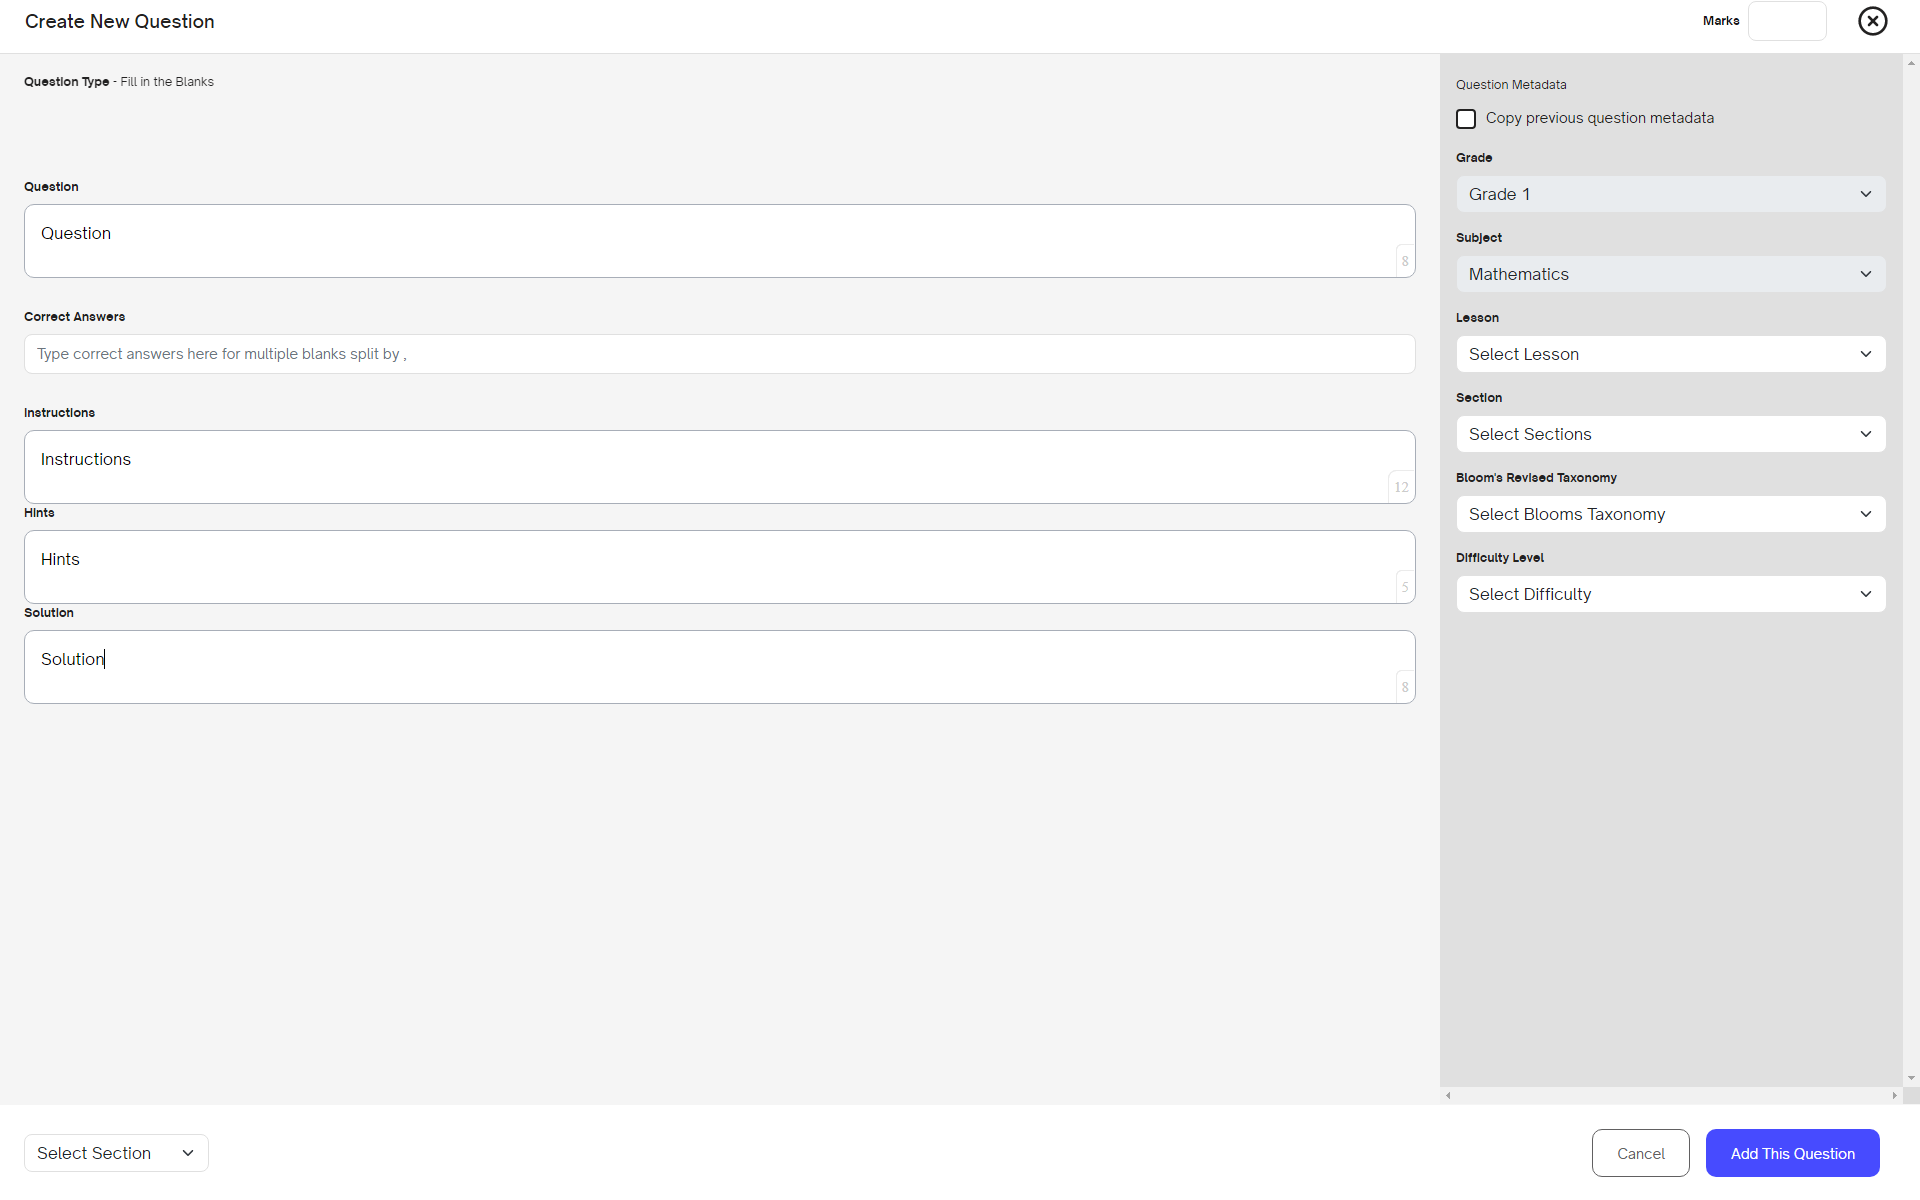 Create New Question
Marks
Question Type - Fill in the Blanks
Question
Question
8
Correct Answers
Type correct answers here for multiple blanks split by ,
Instructions
Instructions
12
Hints
Hints
5
Solution
Solution
8
Question Metadata
Copy previous question metadata
Grade
Grade 1
Subject
Mathematics
Lesson
Select Lesson
Section
Select Sections
Bloom's Revised Taxonomy
Select Blooms Taxonomy
Difficulty Level
Select Difficulty
Select Section
Cancel
Add This Question